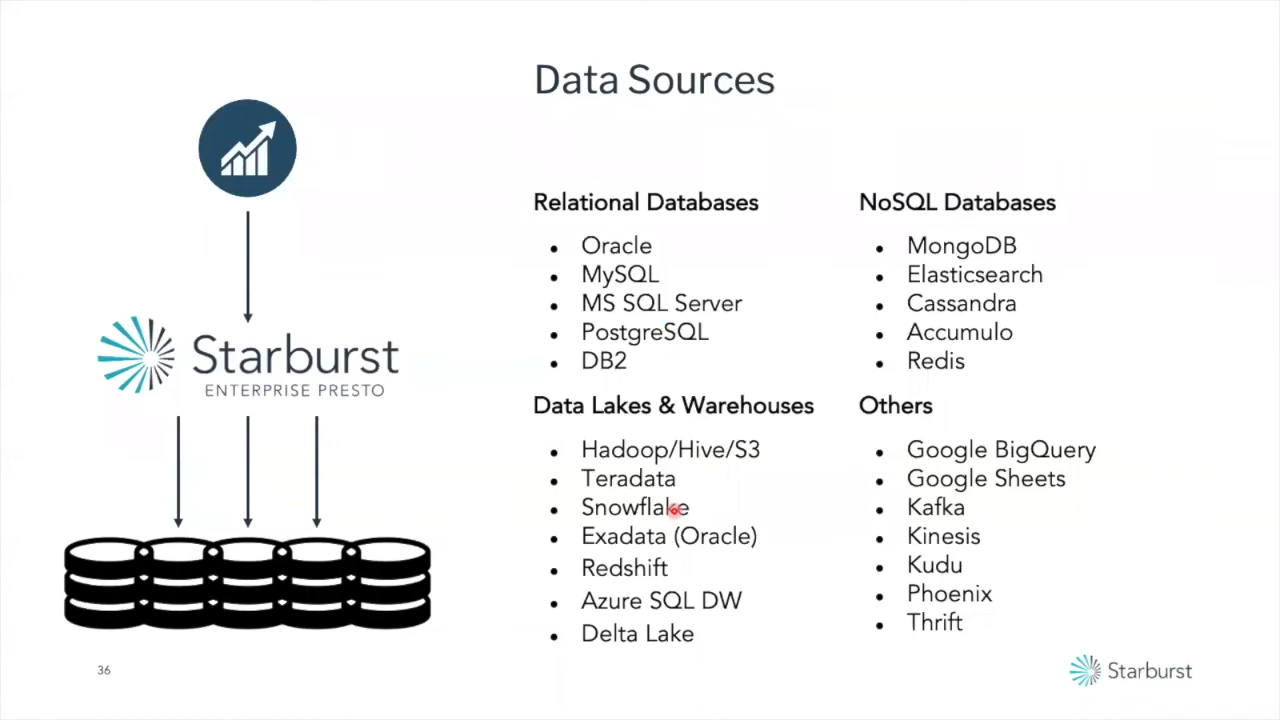 Data Sources
Starburst
ENTERPRISE PRESTO
Relational Databases
• Oracle
• MySQL
• MS SQL Server
• PostgreSQL
• DB2
NoSQL Databases
• MongoDB
• Elasticsearch
• Cassandra
• Accumulo
• Redis
Data Lakes & Warehouses
• Hadoop/Hive/S3
• Teradata
• Snowflake
• Exadata (Oracle)
• Redshift
• Azure SQL DW
• Delta Lake
Others
• Google BigQuery
• Google Sheets
• Kafka
• Kinesis
• Kudu
• Phoenix
• Thrift
36
Starburst